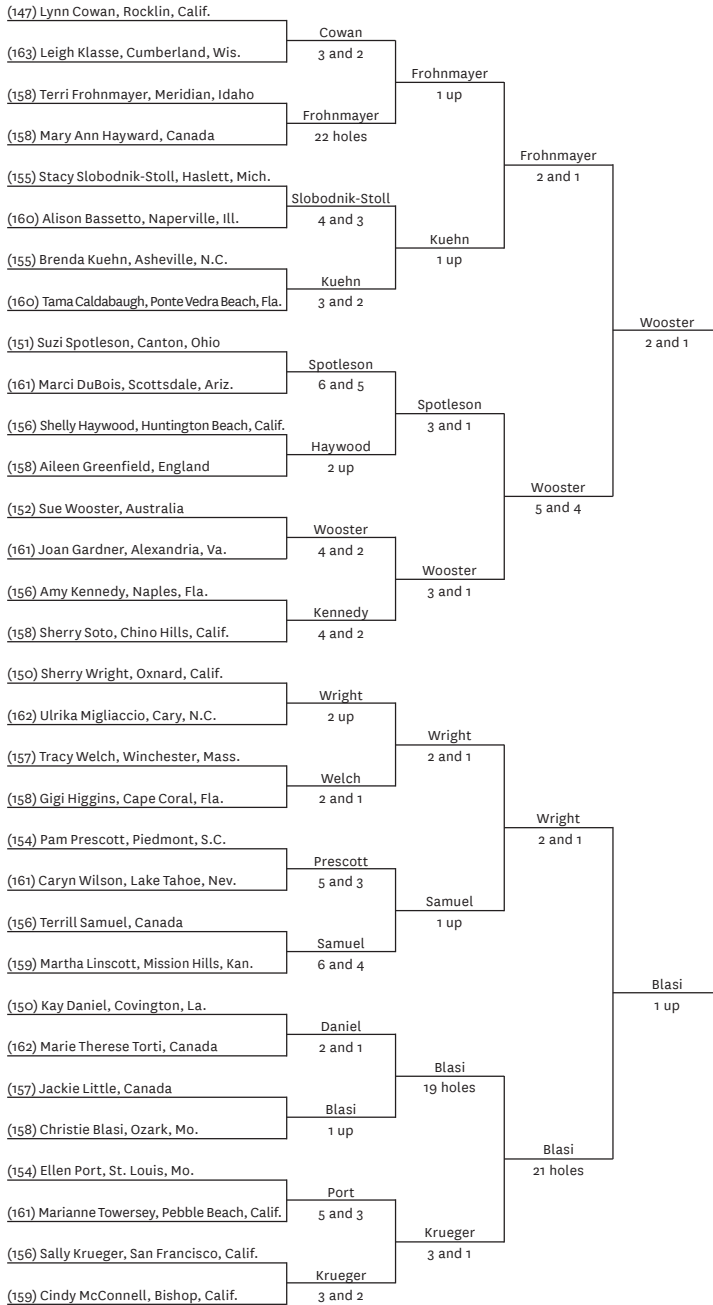 (147) Lynn Cowan, Rocklin, Calif.
(163) Leigh Klasse, Cumberland, Wis.
(158) Terri Frohnmayer, Meridian, Idaho
(158) Mary Ann Hayward, Canada
(155) Stacy Slobodnik-Stoll, Haslett, Mich.
(160) Alison Bassetto, Naperville, Ill.
(155) Brenda Kuehn, Asheville, N.C.
(160) Tama Caldabaugh, Ponte Vedra Beach, Fla.
(151) Suzi Spotleson, Canton, Ohio
(161) Marci DuBois, Scottsdale, Ariz.
(156) Shelly Haywood, Huntington Beach, Calif.
(158) Aileen Greenfield, England
(152) Sue Wooster, Australia
(161) Joan Gardner, Alexandria, Va.
(156) Amy Kennedy, Naples, Fla.
(158) Sherry Soto, Chino Hills, Calif.
(150) Sherry Wright, Oxnard, Calif.
(162) Ulrika Migliaccio, Cary, N.C.
(157) Tracy Welch, Winchester, Mass.
(158) Gigi Higgins, Cape Coral, Fla.
(154) Pam Prescott, Piedmont, S.C.
(161) Caryn Wilson, Lake Tahoe, Nev.
(156) Terrill Samuel, Canada
(159) Martha Linscott, Mission Hills, Kan.
(150) Kay Daniel, Covington, La.
(162) Marie Therese Torti, Canada
(157) Jackie Little, Canada
(158) Christie Blasi, Ozark, Mo.
(154) Ellen Port, St. Louis, Mo.
(161) Marianne Towersey, Pebble Beach, Calif.
(156) Sally Krueger, San Francisco, Calif.
(159) Cindy McConnell, Bishop, Calif.
Cowan
3 and 2
Frohnmayer
22 holes
Slobodnik-Stoll
4 and 3
Kuehn
3 and 2
Spotleson
6 and 5
Haywood
2 up
Wooster
4 and 2
Kennedy
4 and 2
Wright
2 up
Welch
2 and 1
Prescott
5 and 3
Samuel
6 and 4
Daniel
2 and 1
Blasi
1 up
Port
5 and 3
Krueger
3 and 2
Frohnmayer
1 up
Kuehn
1 up
Spotleson
3 and 1
Wooster
3 and 1
Wright
2 and 1
Samuel
1 up
Blasi
19 holes
Krueger
3 and 1
Frohnmayer
2 and 1
Wooster
5 and 4
Wright
2 and 1
Blasi
21 holes
Wooster
2 and 1
Blasi
1 up